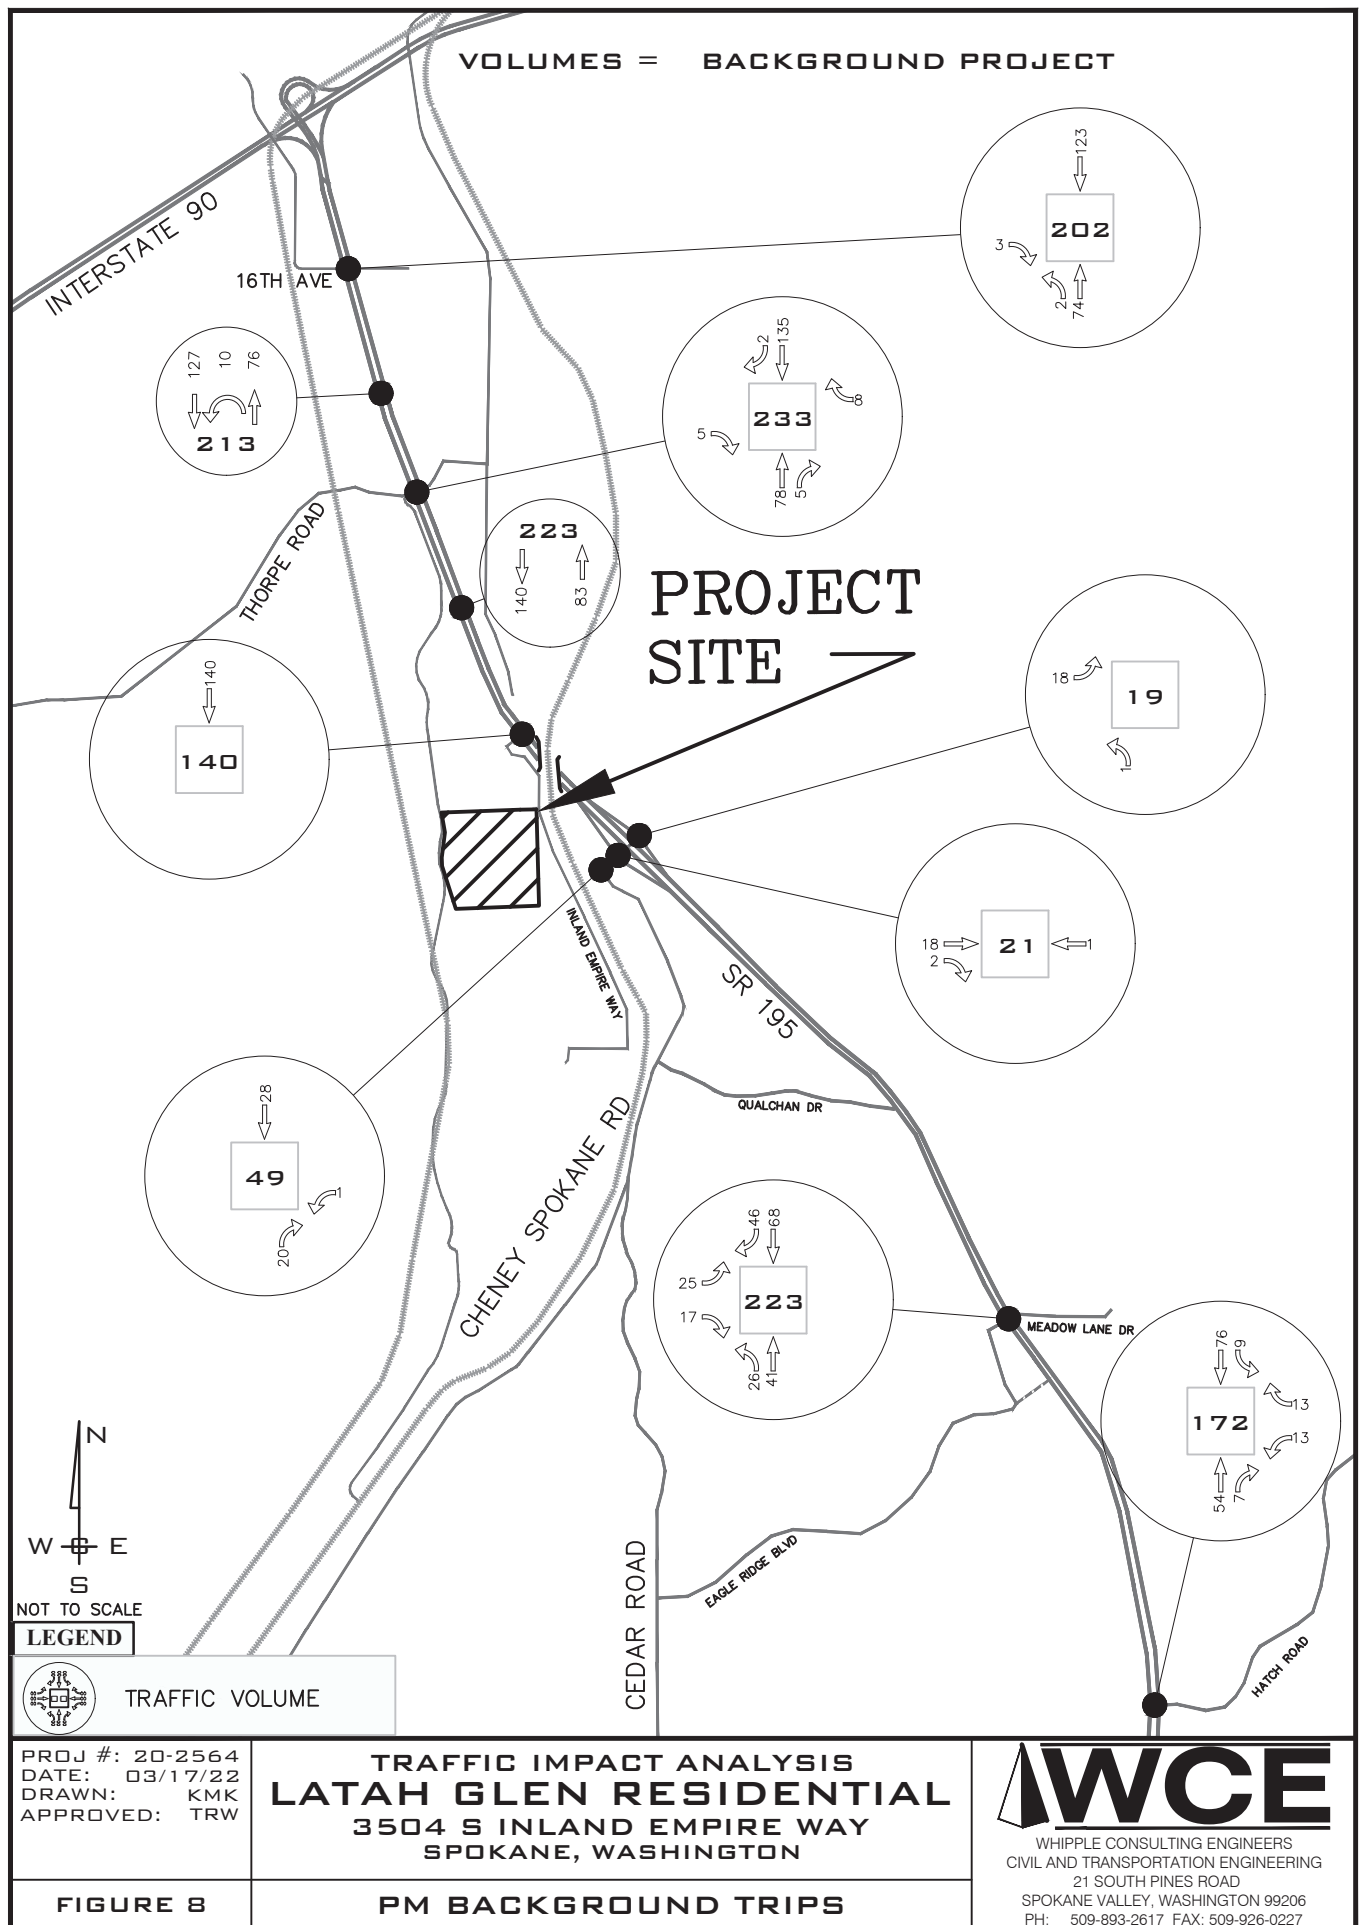 VOLUMES = BACKGROUND PROJECT
INTERSTATE 90
16TH AVE
123
202
3
2
74
127
10
76
213
2
135
8
233
5
78
5
THORPE ROAD
223
140
83
PROJECT
SITE
140
140
18
19
1
18
2
21
1
INLAND EMPIRE WAY
SR 195
QUALCHAN DR
28
49
1
20
CHENEY SPOKANE RD
46
68
25
223
17
26
41
MEADOW LANE DR
76
9
13
172
13
54
7
N
W E
S
NOT TO SCALE
LEGEND
TRAFFIC VOLUME
CEDAR ROAD
EAGLE RIDGE BLVD
HATCH ROAD
PROJ #: 20-2564
DATE: 03/17/22
DRAWN: KMK
APPROVED: TRW
FIGURE 8
TRAFFIC IMPACT ANALYSIS
LATAH GLEN RESIDENTIAL
3504 S INLAND EMPIRE WAY
SPOKANE, WASHINGTON
PM BACKGROUND TRIPS
WCE
WHIPPLE CONSULTING ENGINEERS
CIVIL AND TRANSPORTATION ENGINEERING
21 SOUTH PINES ROAD
SPOKANE VALLEY, WASHINGTON 99206
PH: 509-893-2617 FAX: 509-926-0227